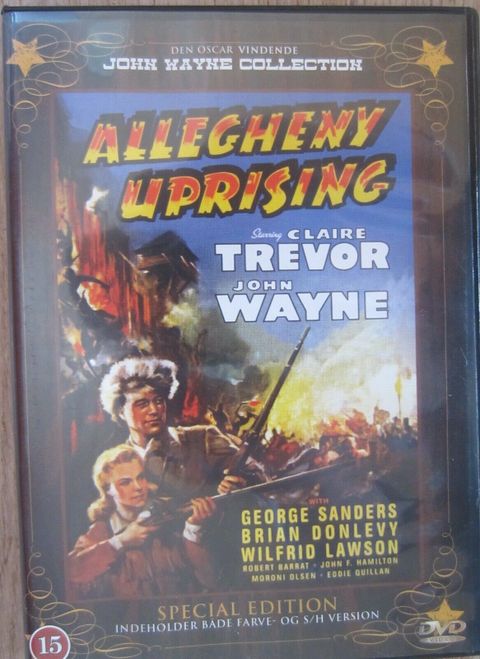 DEN OSCAR VINDENDE
JOHN WAYNE COLLECTION
ALLEGHENY
UPRISING
Starring CLAIRE
TREVOR
JOHN
WAYNE
WITH
GEORGE SANDERS
BRIAN DONLEVY
WILFRID LAWSON
ROBERT BARRAT · JOHN F. HAMILTON
MORONI OLSEN · EDDIE QUILLAN
SPECIAL EDITION
INDEHOLDER BÅDE FARVE- OG S/H VERSION
15
DVD
VIDEO